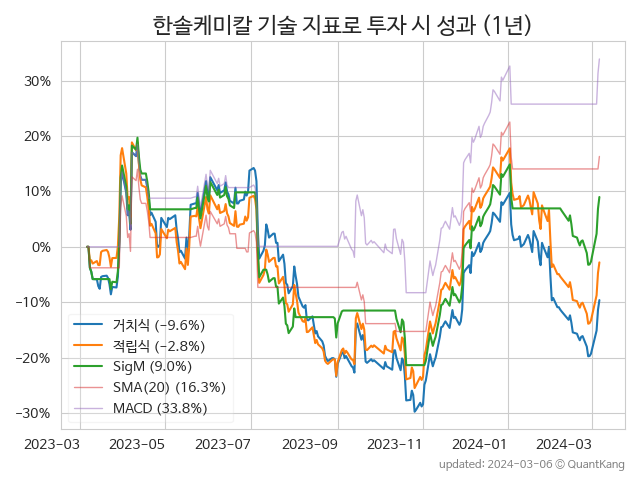 한솔케미칼 기술 지표로 투자 시 성과 (1년)
30%
20%
10%
0%
−10%
−20%
−30%
거치식 (−9.6%)
적립식 (−2.8%)
SigM (9.0%)
SMA(20) (16.3%)
MACD (33.8%)
2023-03 2023-05 2023-07 2023-09 2023-11 2024-01 2024-03
updated: 2024-03-06 © QuantKang